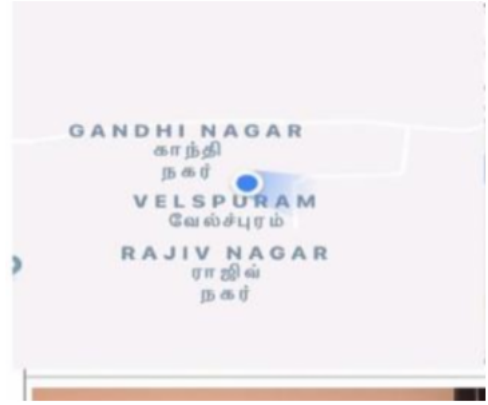 GANDHI NAGAR
காந்தி
நகர்
VELSPURAM
வேல்ச்புரம்
RAJIV NAGAR
ராஜிவ்
நகர்